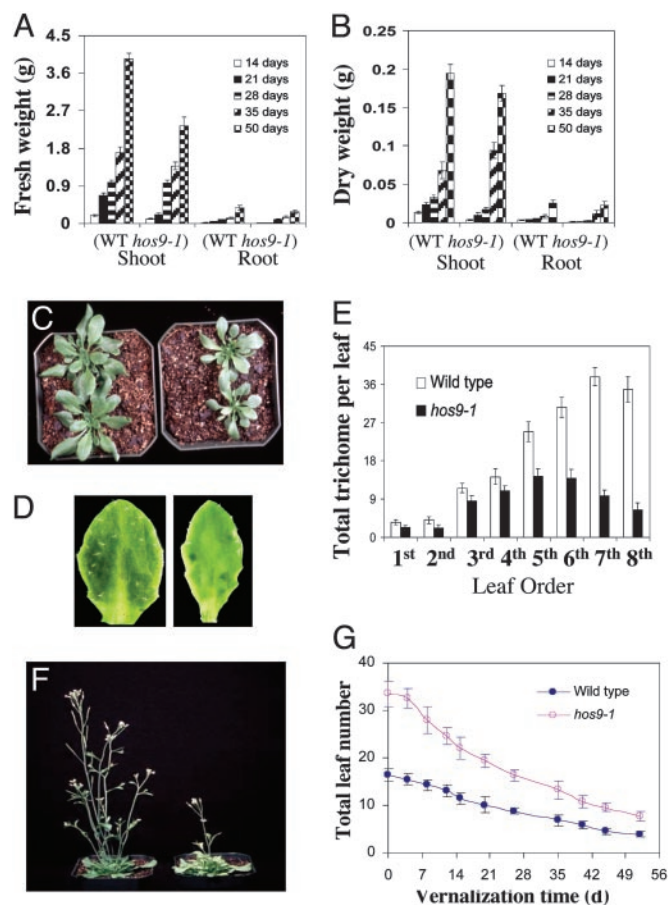 A
Fresh weight (g)
4.5
3.6
2.7
1.8
0.9
0
14 days
21 days
28 days
35 days
50 days
(WT hos9-1) (WT hos9-1)
Shoot Root
B
Dry weight (g)
0.25
0.2
0.15
0.1
0.05
0
14 days
21 days
28 days
35 days
50 days
(WT hos9-1) (WT hos9-1)
Shoot Root
C
E
Total trichome per leaf
45
36
27
18
9
0
Wild type
hos9-1
1st 2nd 3rd 4th 5th 6th 7th 8th
Leaf Order
D
F
G
Total leaf number
40
30
20
10
0
Wild type
hos9-1
0 7 14 21 28 35 42 49 56
Vernalization time (d)